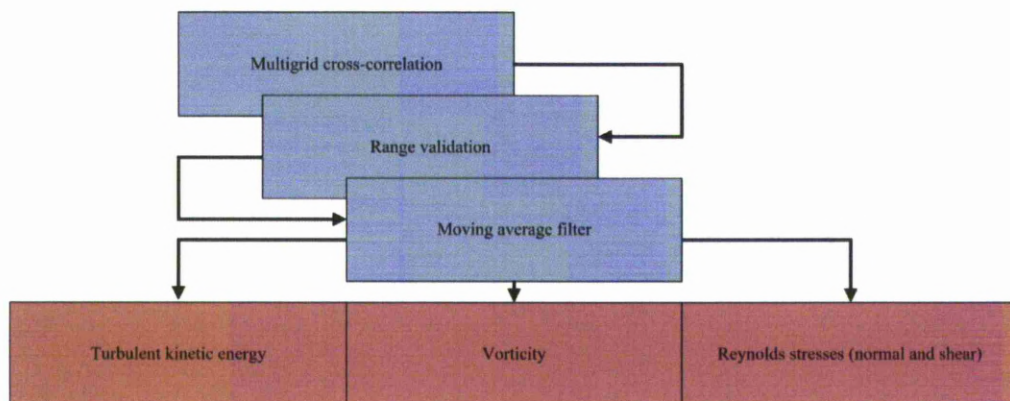 Multigrid cross-correlation
Range validation
Moving average filter
Turbulent kinetic energy
Vorticity
Reynolds stresses (normal and shear)